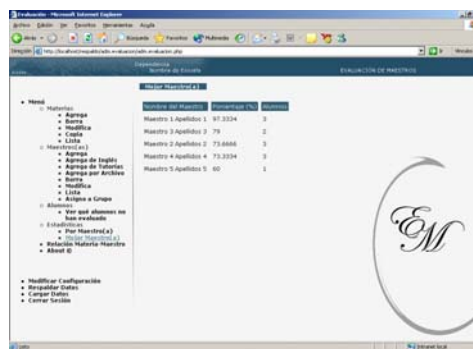 Evaluación - Microsoft Internet Explorer
Archivo Edición Ver Favoritos Herramientas Ayuda
Atrás Búsqueda Favoritos Multimedia
Dirección http://localhost/respaldo/adm.evaluacion/adm.evaluacion.php Ir Vínculos
Dependencia
Nombre de Escuela
EVALUACIÓN DE MAESTROS
Menú
Materias
Agrega
Borra
Modifica
Copia
Lista
Maestros(as)
Agrega
Agrega de Inglés
Agrega de Tutorías
Agrega por Archivo
Borra
Modifica
Lista
Asigna a Grupo
Alumnos
Ver qué alumnos no han evaluado
Estadísticas
Por Maestro(a)
Mejor Maestro(a)
Relación Materia-Maestro
About ©
Modificar Configuración
Respaldar Datos
Cargar Datos
Cerrar Sesión
Mejor Maestro(a)
Nombre del Maestro Porcentaje (%) Alumnos
Maestro 1 Apellidos 1 97.3334 3
Maestro 3 Apellidos 3 79 2
Maestro 2 Apellidos 2 73.6666 3
Maestro 4 Apellidos 4 73.3334 3
Maestro 5 Apellidos 5 60 1
EM
Listo
Intranet local